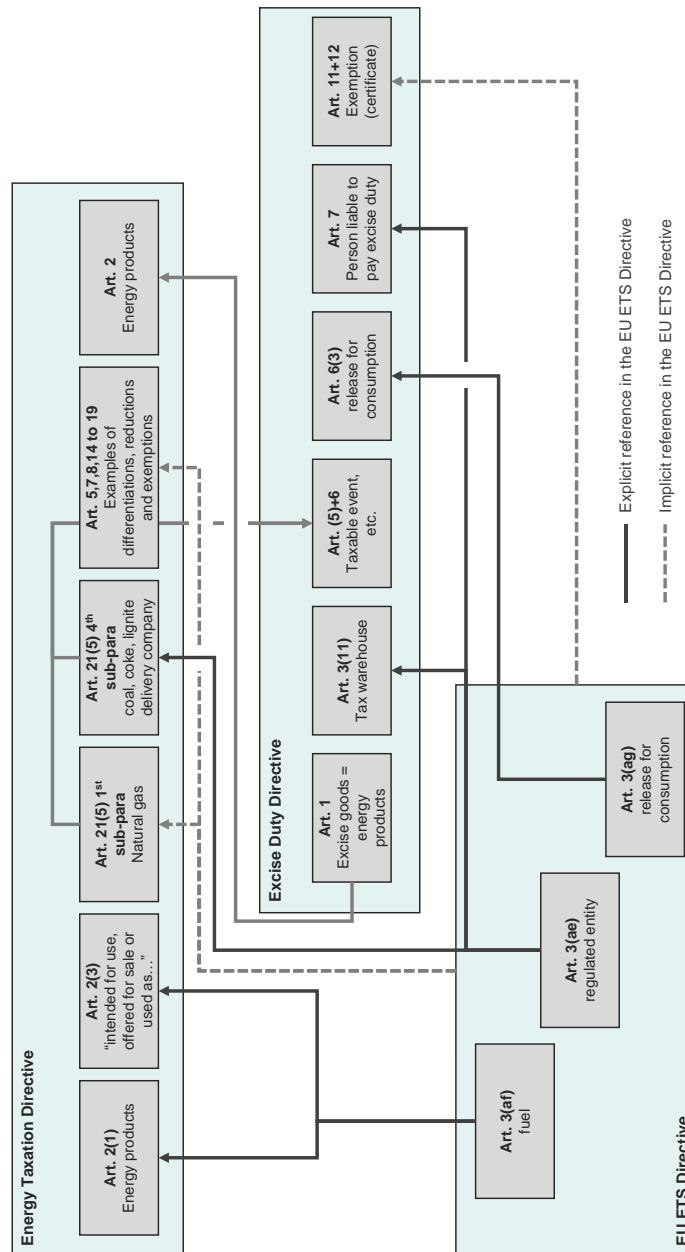 Energy Taxation Directive
Art. 2(1)
Energy products
Art. 2(3)
“intended for use,
offered for sale or
used as…”
Art. 21(5) 1st
sub-para
Natural gas
Art. 21(5) 4th
sub-para
coal, coke, lignite
delivery company
Art. 5,7,8,14 to 19
Examples of
differentiations, reductions
and exemptions
Art. 2
Energy products
Excise Duty Directive
Art. 1
Excise goods =
energy
products
Art. 3(11)
Tax warehouse
Art. (5)+6
Taxable event,
etc.
Art. 6(3)
release for
consumption
Art. 7
Person liable to
pay excise duty
Art. 11+12
Exemption
(certificate)
Art. 3(af)
fuel
Art. 3(ae)
regulated entity
Art. 3(ag)
release for
consumption
EU ETS Directive
Explicit reference in the EU ETS Directive
Implicit reference in the EU ETS Directive